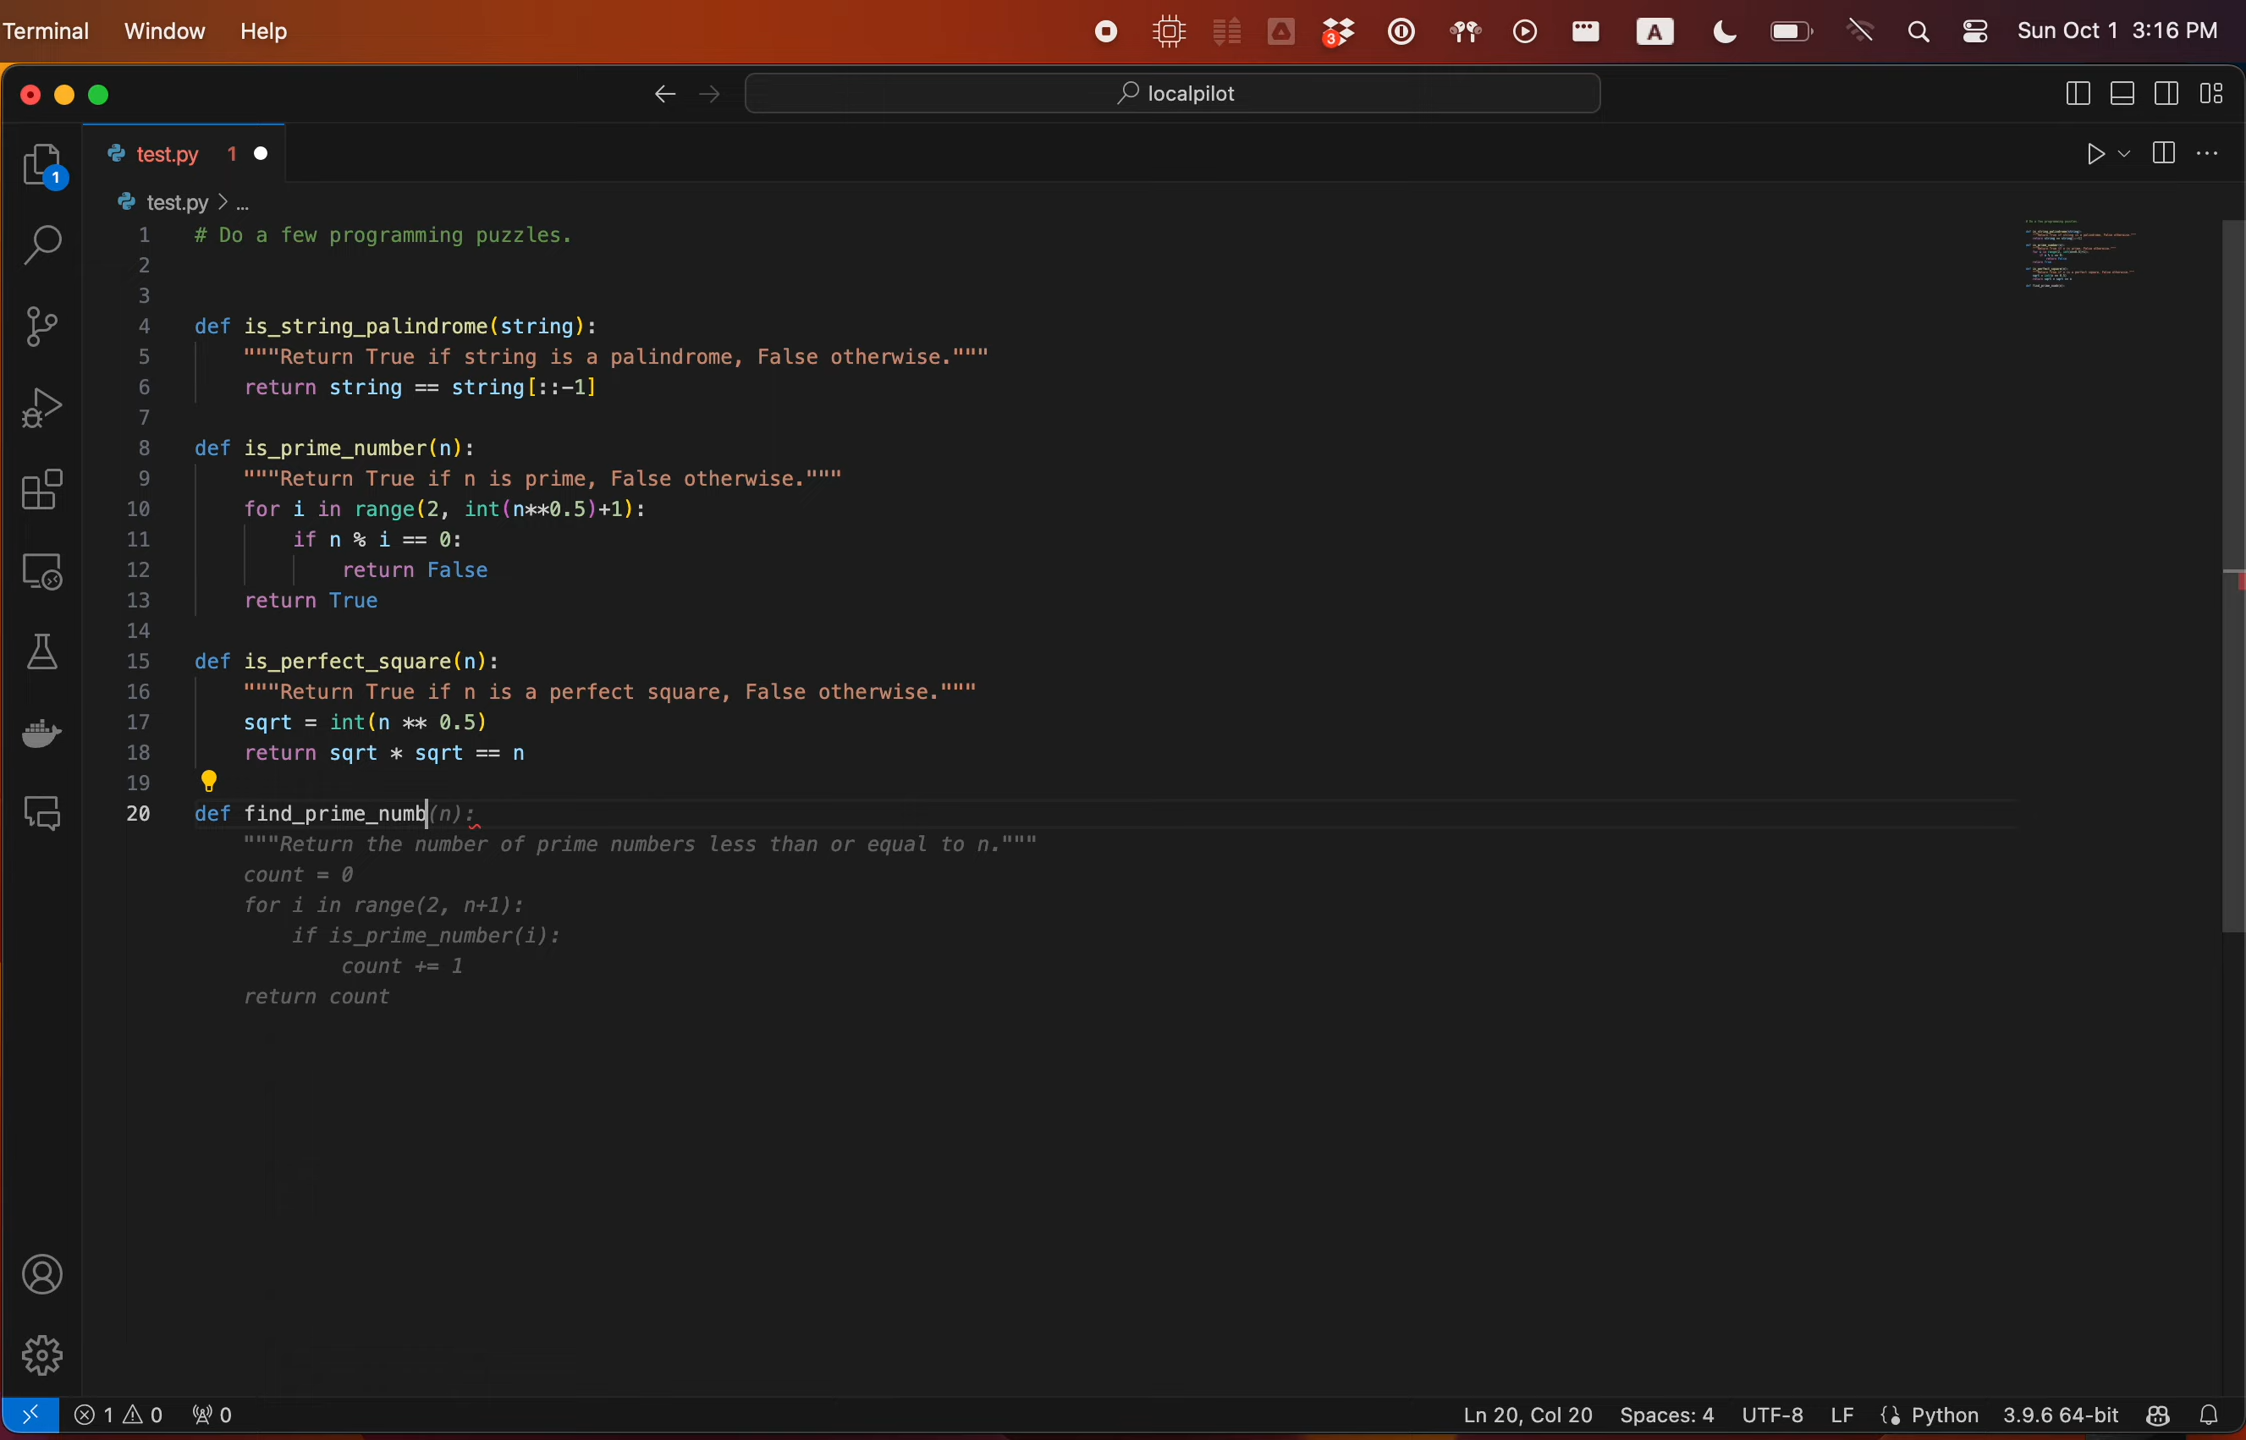 Terminal Window Help 3 A Sun Oct 1 3:16 PM
localpilot
test.py 1
1
test.py > ...
1 # Do a few programming puzzles.
2
3
4 def is_string_palindrome(string):
5 """Return True if string is a palindrome, False otherwise."""
6 return string == string[::-1]
7
8 def is_prime_number(n):
9 """Return True if n is prime, False otherwise."""
10 for i in range(2, int(n**0.5)+1):
11 if n % i == 0:
12 return False
13 return True
14
15 def is_perfect_square(n):
16 """Return True if n is a perfect square, False otherwise."""
17 sqrt = int(n ** 0.5)
18 return sqrt * sqrt == n
19
20 def find_prime_numb(n):
"""Return the number of prime numbers less than or equal to n."""
count = 0
for i in range(2, n+1):
if is_prime_number(i):
count += 1
return count
1 0 0 Ln 20, Col 20 Spaces: 4 UTF-8 LF Python 3.9.6 64-bit